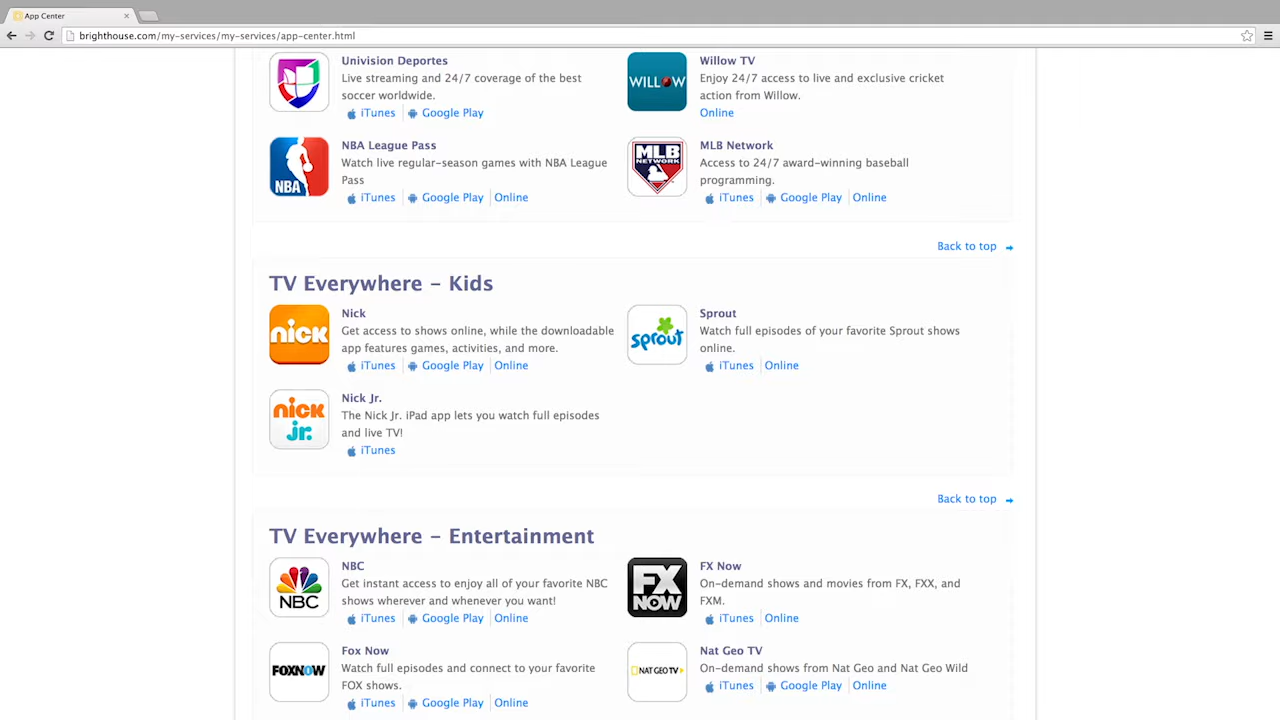 App Center
brighthouse.com/my-services/my-services/app-center.html
Univision Deportes
Live streaming and 24/7 coverage of the best
soccer worldwide.
iTunes
Google Play
WILLOW
Willow TV
Enjoy 24/7 access to live and exclusive cricket
action from Willow.
Online
NBA
NBA League Pass
Watch live regular-season games with NBA League
Pass
iTunes
Google Play
Online
MLB
NETWORK
MLB Network
Access to 24/7 award-winning baseball
programming.
iTunes
Google Play
Online
Back to top
TV Everywhere - Kids
nick
Nick
Get access to shows online, while the downloadable
app features games, activities, and more.
iTunes
Google Play
Online
sprout
Sprout
Watch full episodes of your favorite Sprout shows
online.
iTunes
Online
nick
jr.
Nick Jr.
The Nick Jr. iPad app lets you watch full episodes
and live TV!
iTunes
Back to top
TV Everywhere - Entertainment
NBC
NBC
Get instant access to enjoy all of your favorite NBC
shows wherever and whenever you want!
iTunes
Google Play
Online
FX
NOW
FX Now
On-demand shows and movies from FX, FXX, and
FXM.
iTunes
Online
FOXNOW
Fox Now
Watch full episodes and connect to your favorite
FOX shows.
iTunes
Google Play
Online
NAT GEO TV
Nat Geo TV
On-demand shows from Nat Geo and Nat Geo Wild
iTunes
Google Play
Online